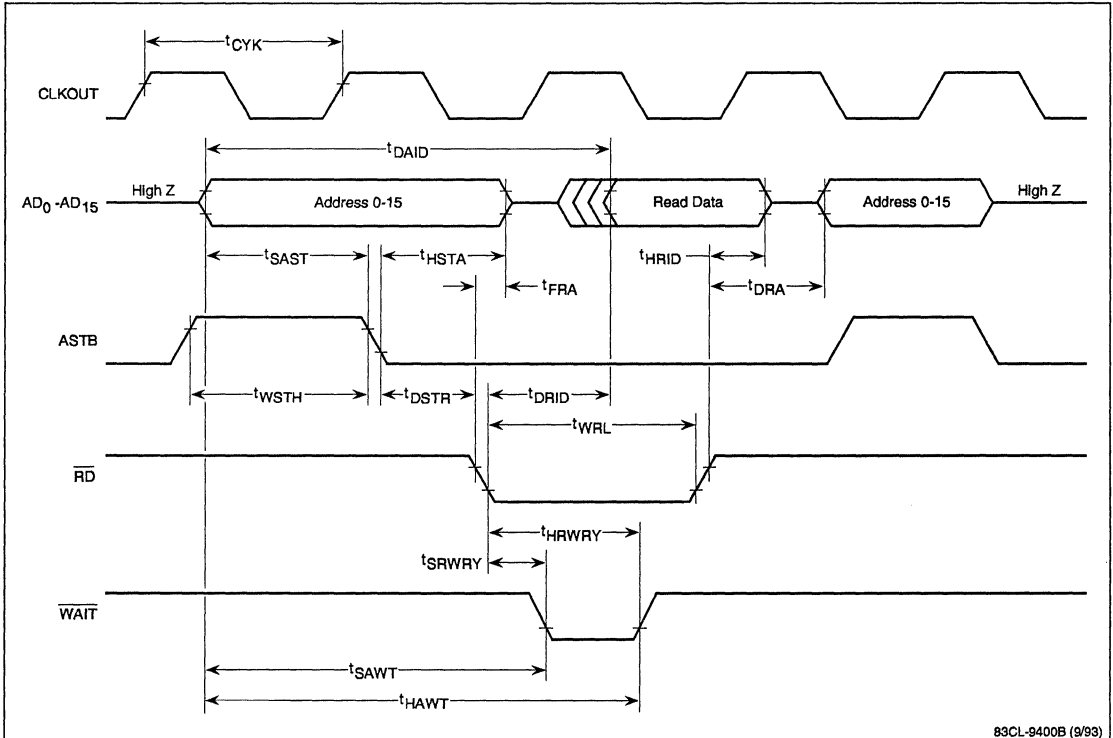 tCYK
CLKOUT
tDAID
AD0-AD15
High Z
Address 0-15
Read Data
Address 0-15
High Z
tSAST
tHSTA
tHRID
tFRA
tDRA
ASTB
tWSTH
tDSTR
tDRID
tWRL
RD
tHRWRY
tSRWRY
WAIT
tSAWT
tHAWT
83CL-9400B (9/93)